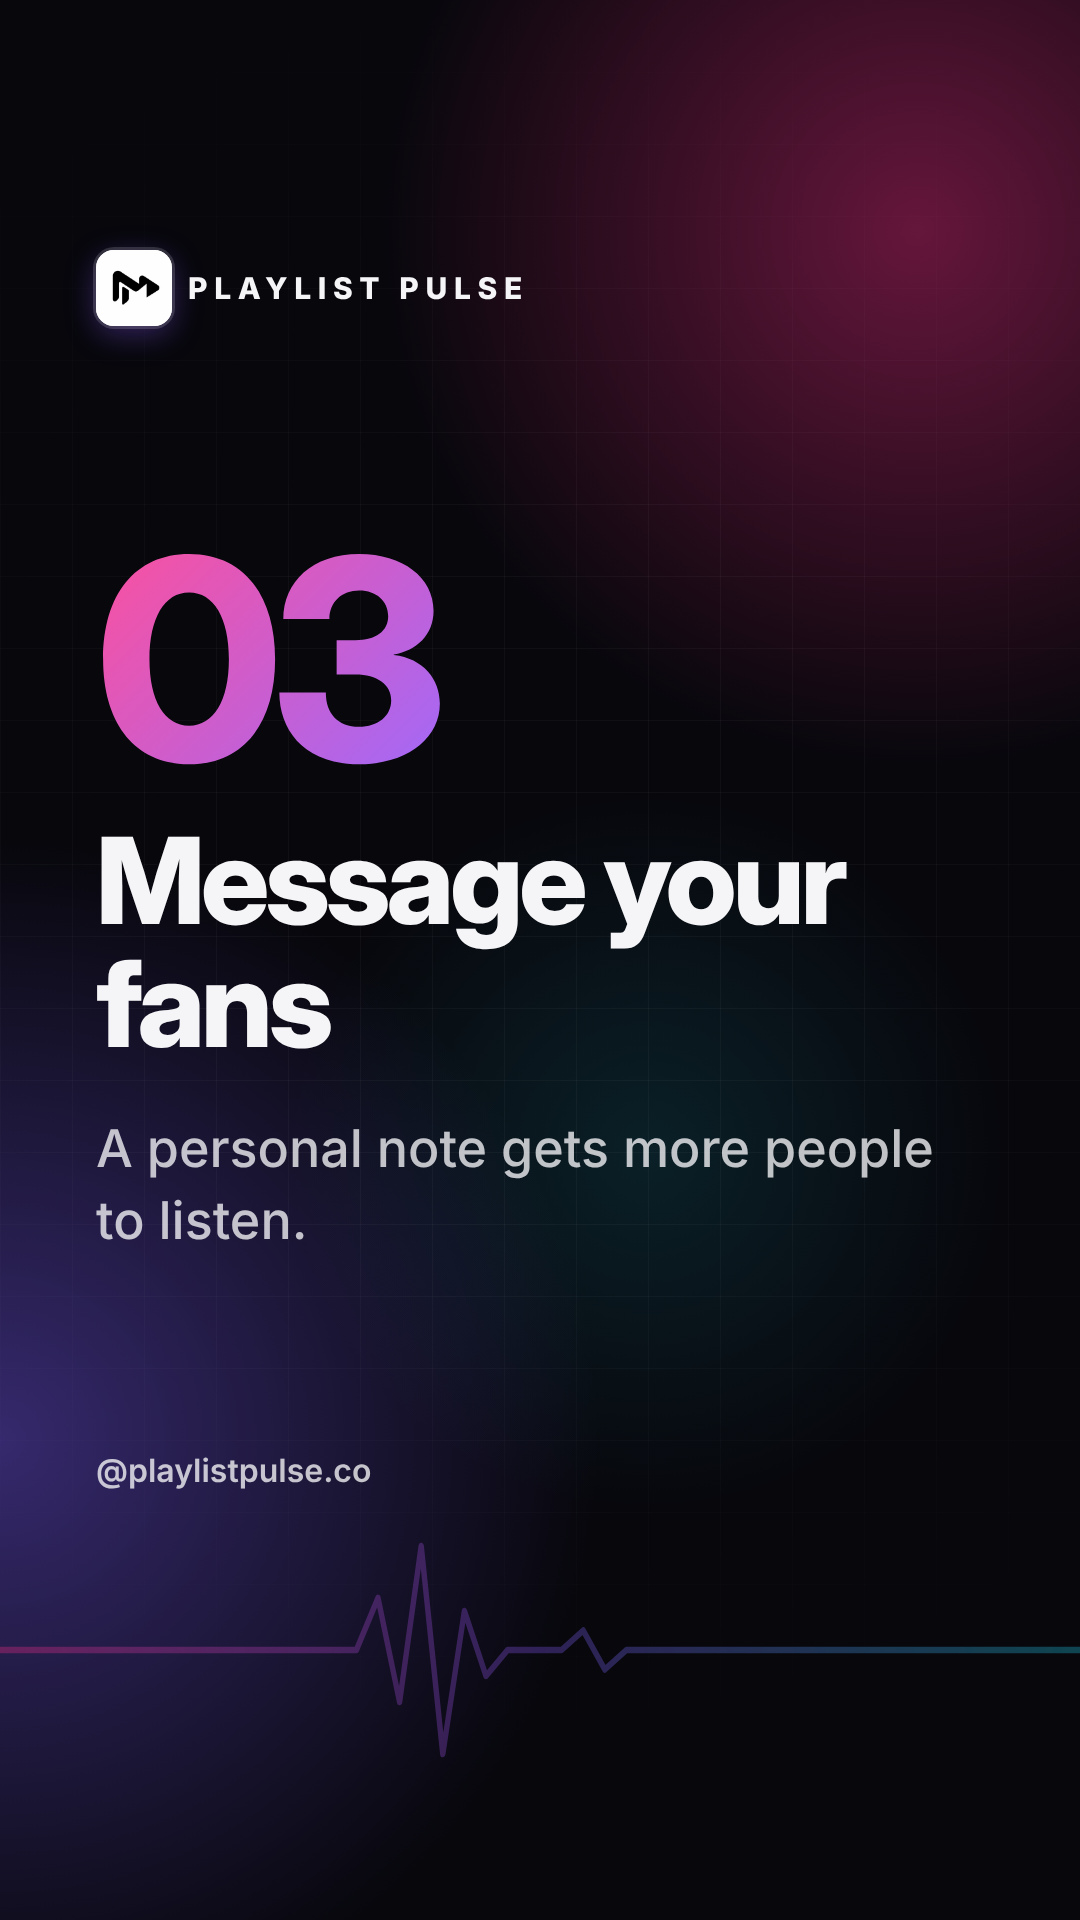 PLAYLIST PULSE
03
Message your
fans
A personal note gets more people
to listen.
@playlistpulse.co